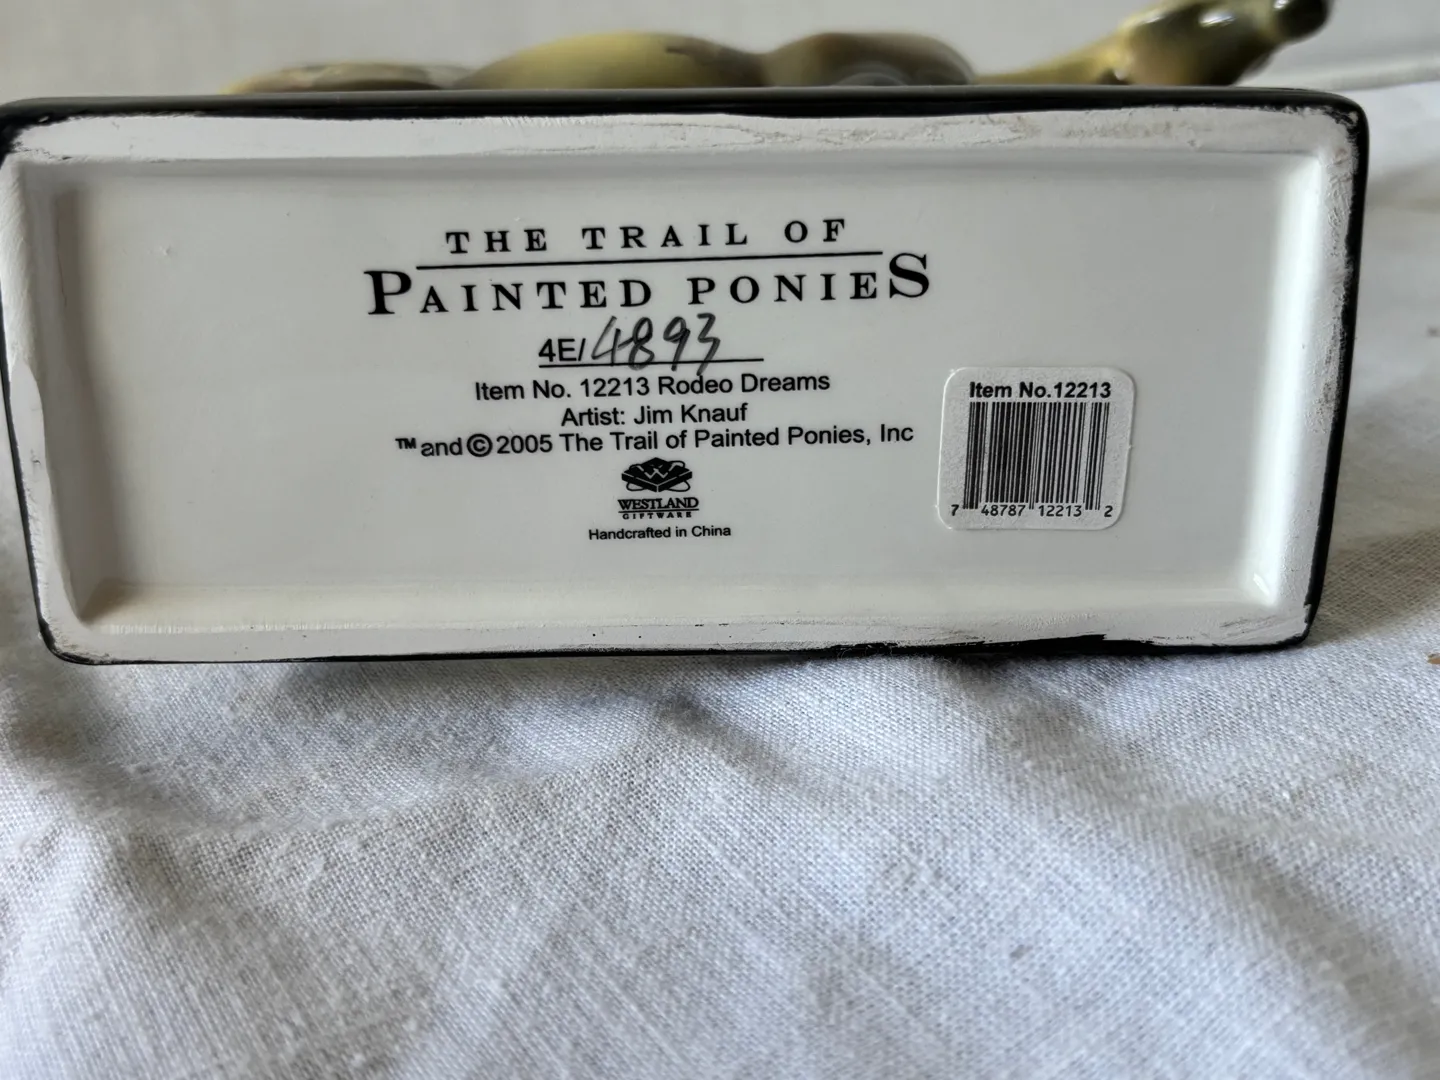 THE TRAIL OF
PAINTED PONIES
4E/4893
Item No. 12213 Rodeo Dreams
Artist: Jim Knauf
™ and © 2005 The Trail of Painted Ponies, Inc
WESTLAND
GIFTWARE
Handcrafted in China
Item No.12213
7 48787 12213 2